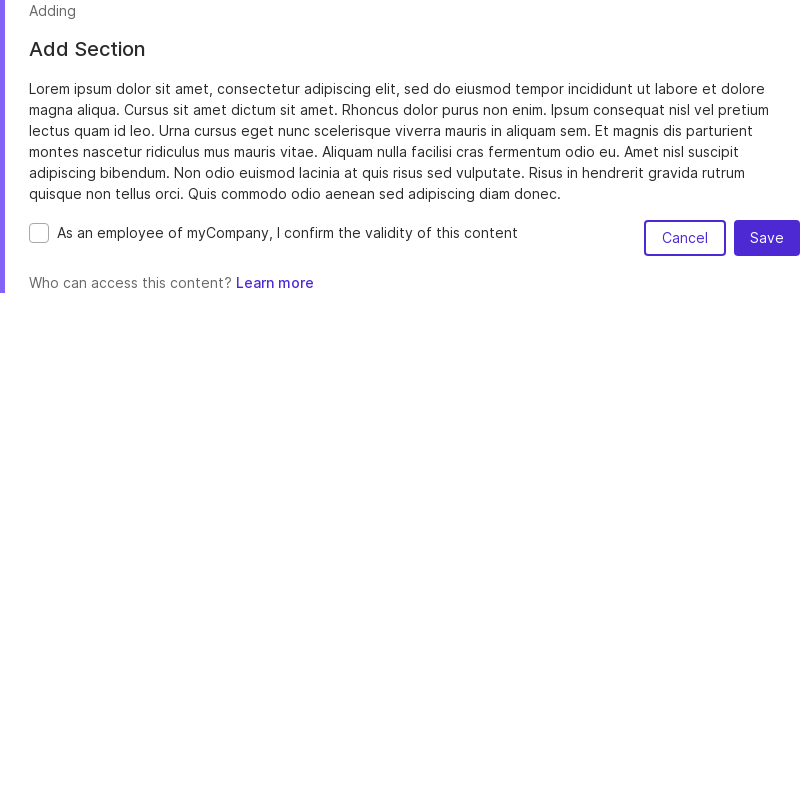 Adding
Add Section
Lorem ipsum dolor sit amet, consectetur adipiscing elit, sed do eiusmod tempor incididunt ut labore et dolore
magna aliqua. Cursus sit amet dictum sit amet. Rhoncus dolor purus non enim. Ipsum consequat nisl vel pretium
lectus quam id leo. Urna cursus eget nunc scelerisque viverra mauris in aliquam sem. Et magnis dis parturient
montes nascetur ridiculus mus mauris vitae. Aliquam nulla facilisi cras fermentum odio eu. Amet nisl suscipit
adipiscing bibendum. Non odio euismod lacinia at quis risus sed vulputate. Risus in hendrerit gravida rutrum
quisque non tellus orci. Quis commodo odio aenean sed adipiscing diam donec.
As an employee of myCompany, I confirm the validity of this content
Cancel
Save
Who can access this content? Learn more